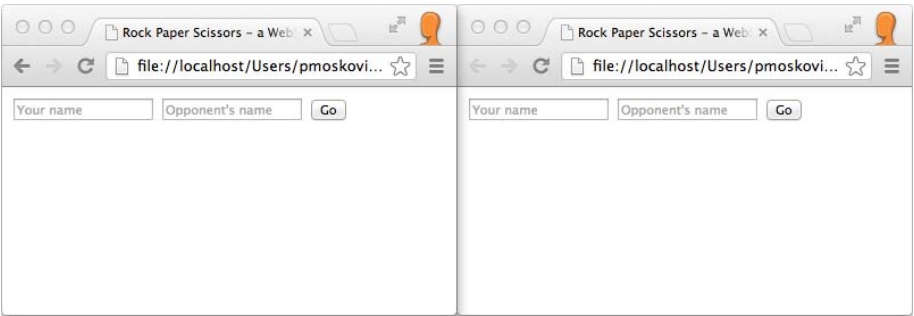 Rock Paper Scissors – a Web
file://localhost/Users/pmoskovi...
Your name Opponent's name Go
Rock Paper Scissors – a Web
file://localhost/Users/pmoskovi...
Your name Opponent's name Go